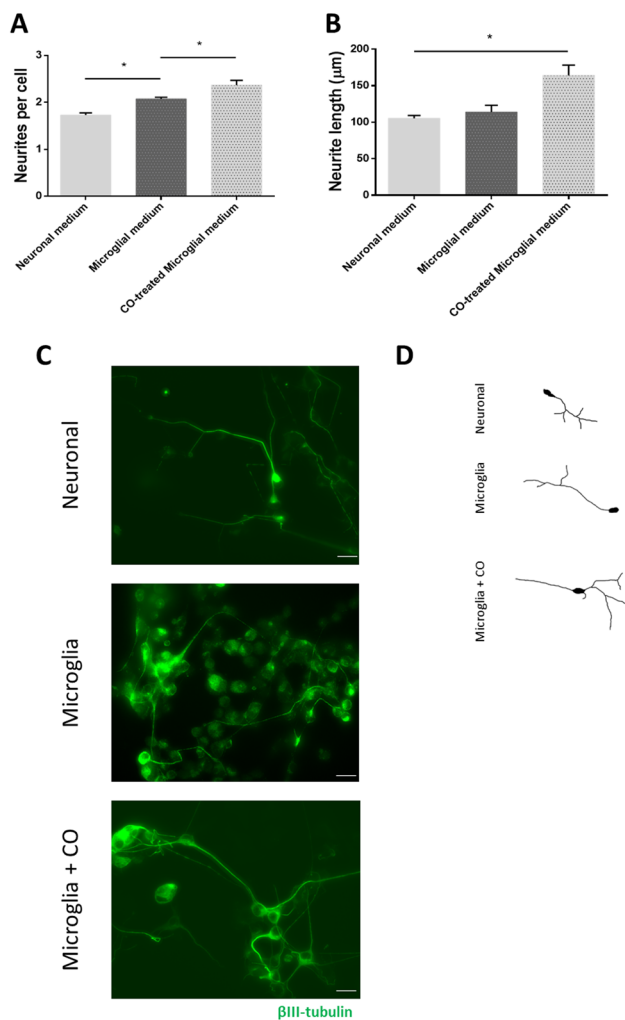 A
Neurites per cell
3
2
1
0
*
*
Neuronal medium
Microglial medium
CO-treated Microglial medium
B
Neurite length (μm)
200
150
100
50
0
*
Neuronal medium
Microglial medium
CO-treated Microglial medium
C
Neuronal
Microglia
Microglia + CO
βIII-tubulin
D
Neuronal
Microglia
Microglia + CO